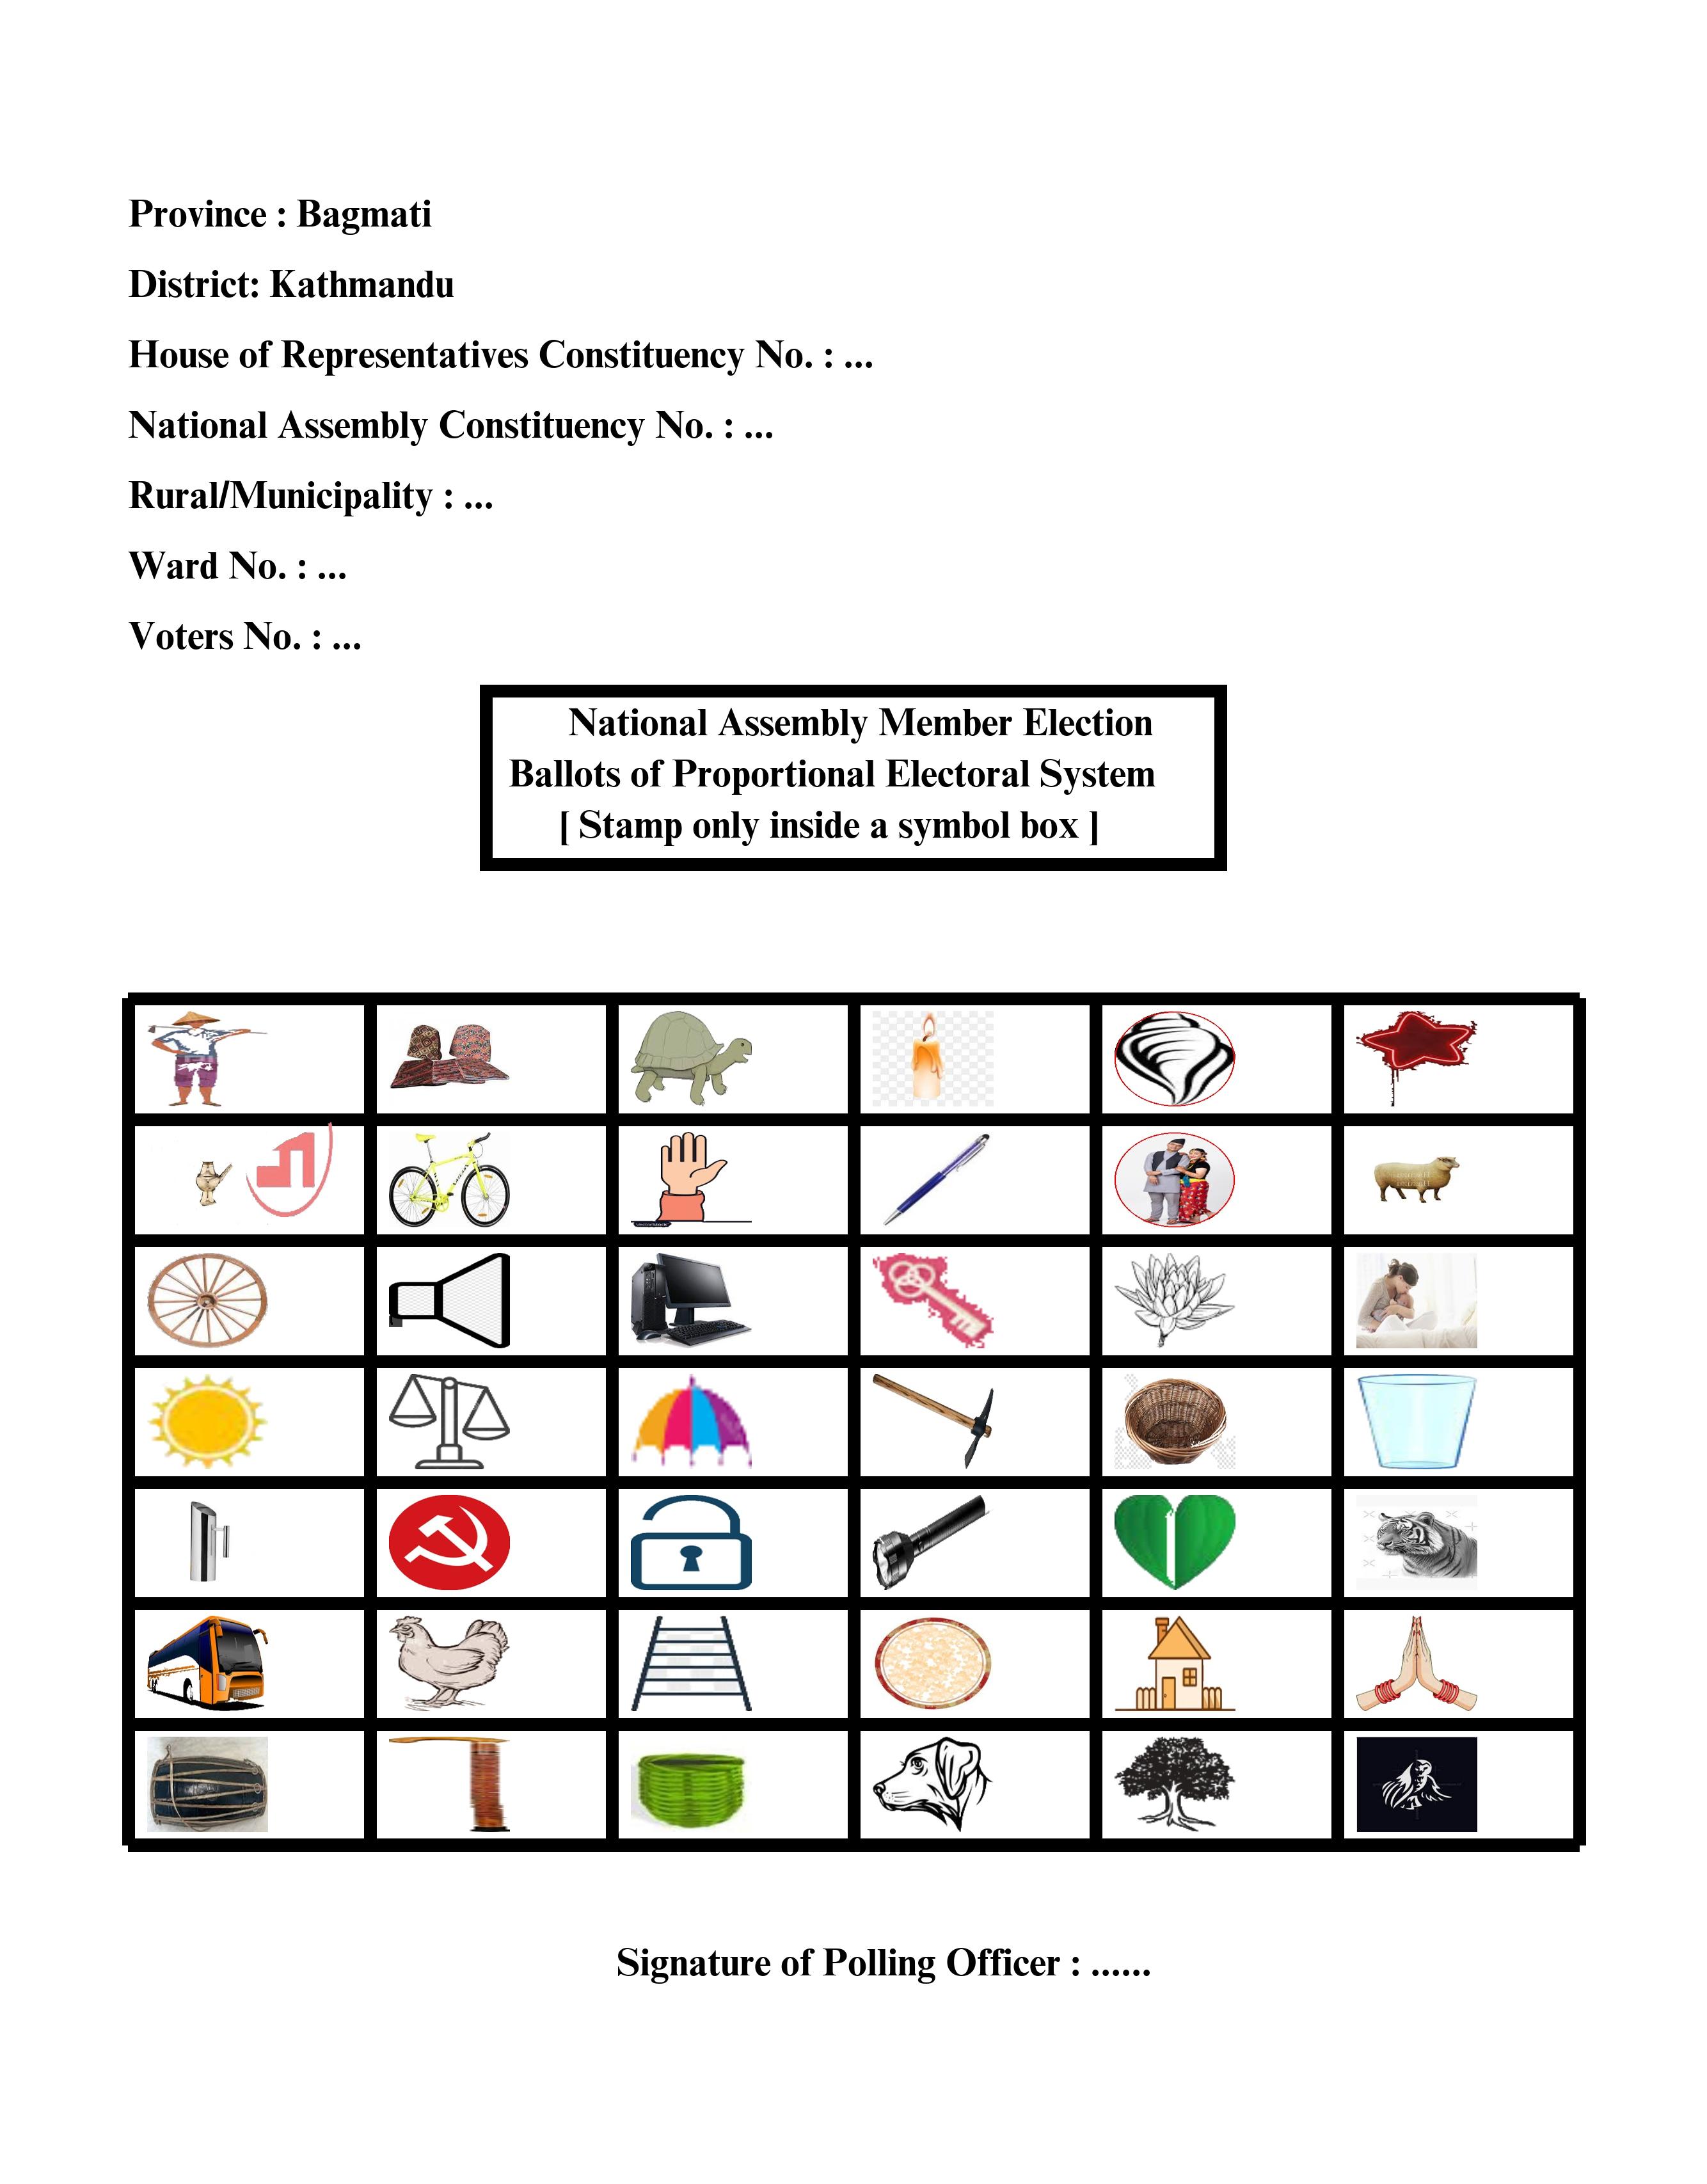 Province : Bagmati
District: Kathmandu
House of Representatives Constituency No. : ...
National Assembly Constituency No. : ...
Rural/Municipality : ...
Ward No. : ...
Voters No. : ...
National Assembly Member Election
Ballots of Proportional Electoral System
[ Stamp only inside a symbol box ]
Signature of Polling Officer : ......